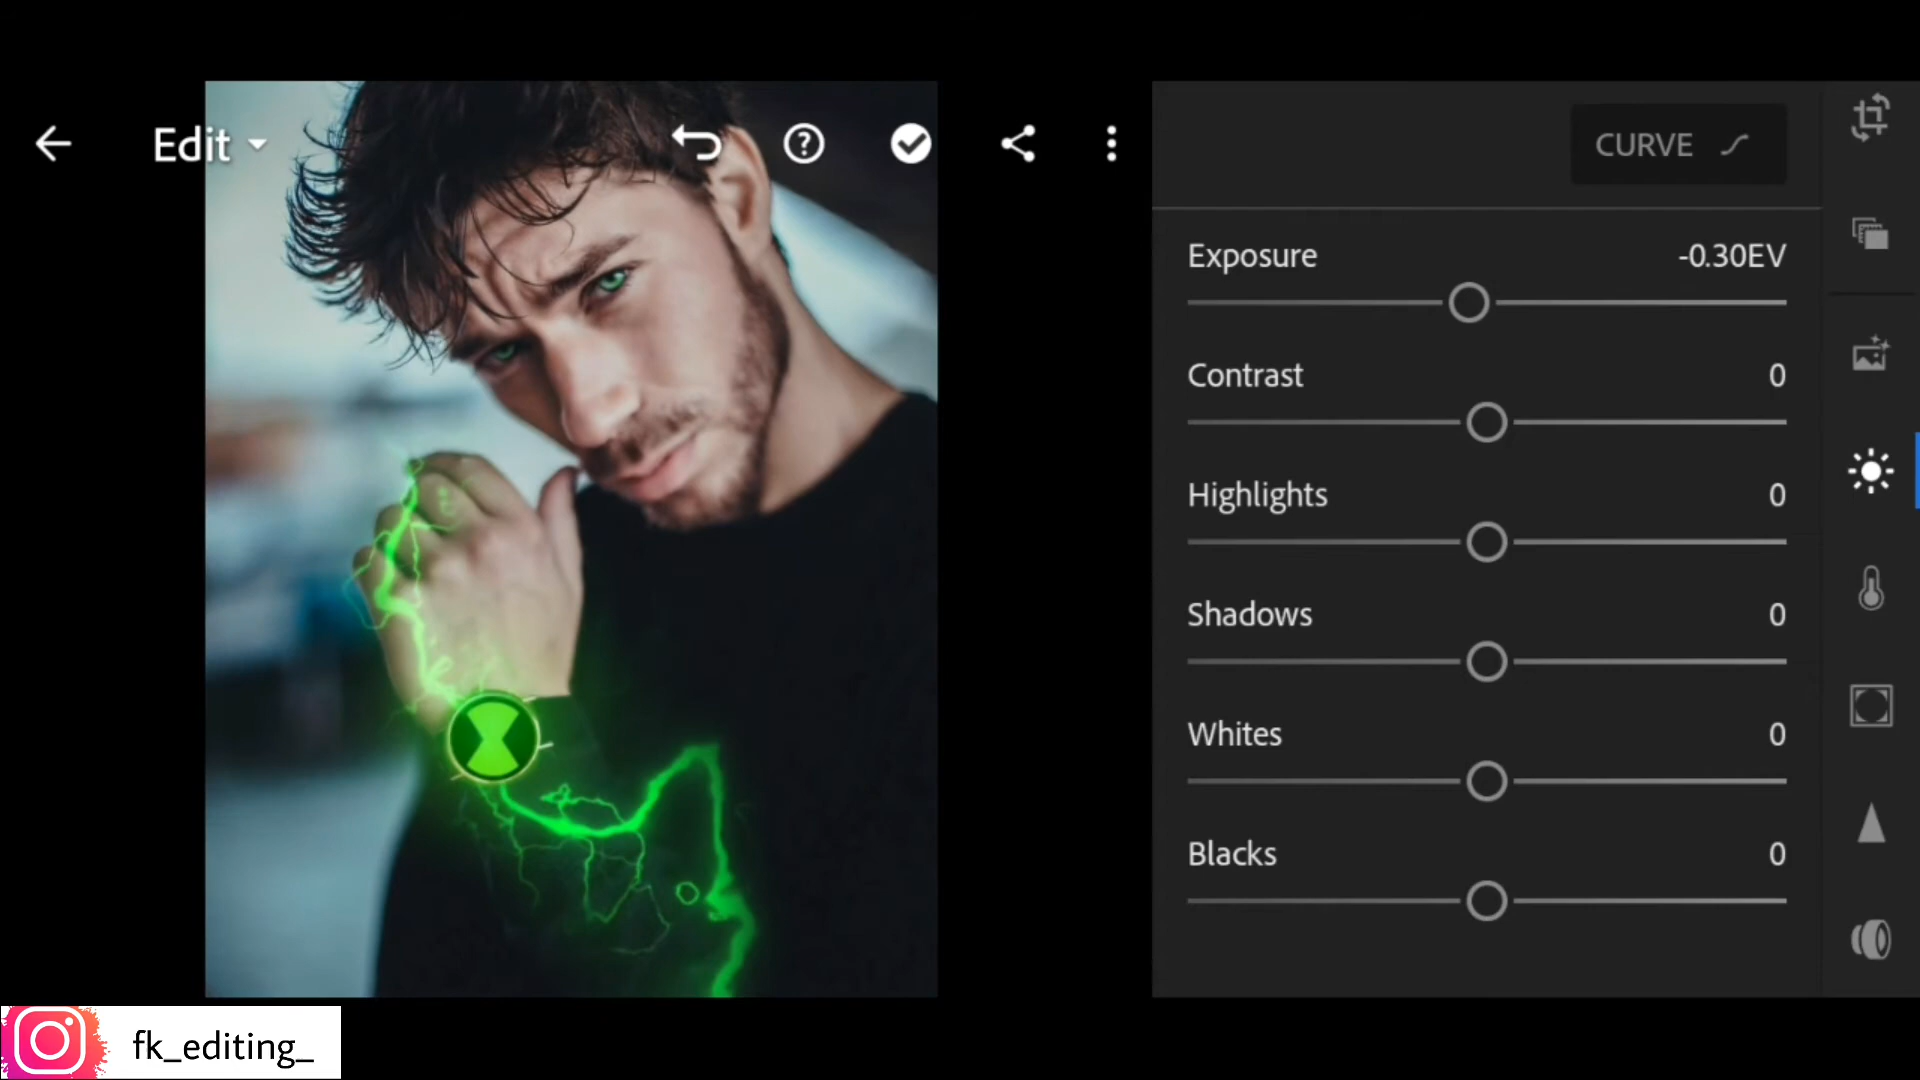 Edit
CURVE
Exposure -0.30EV
Contrast 0
Highlights 0
Shadows 0
Whites 0
Blacks 0
fk_editing_